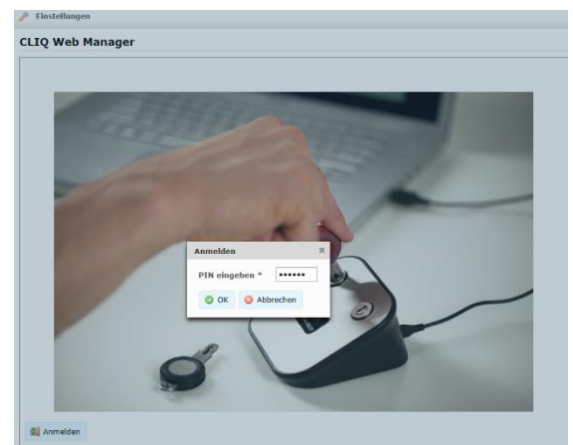 Einstellungen
CLIQ Web Manager
Anmelden
PIN eingeben * ••••••
OK Abbrechen
Anmelden